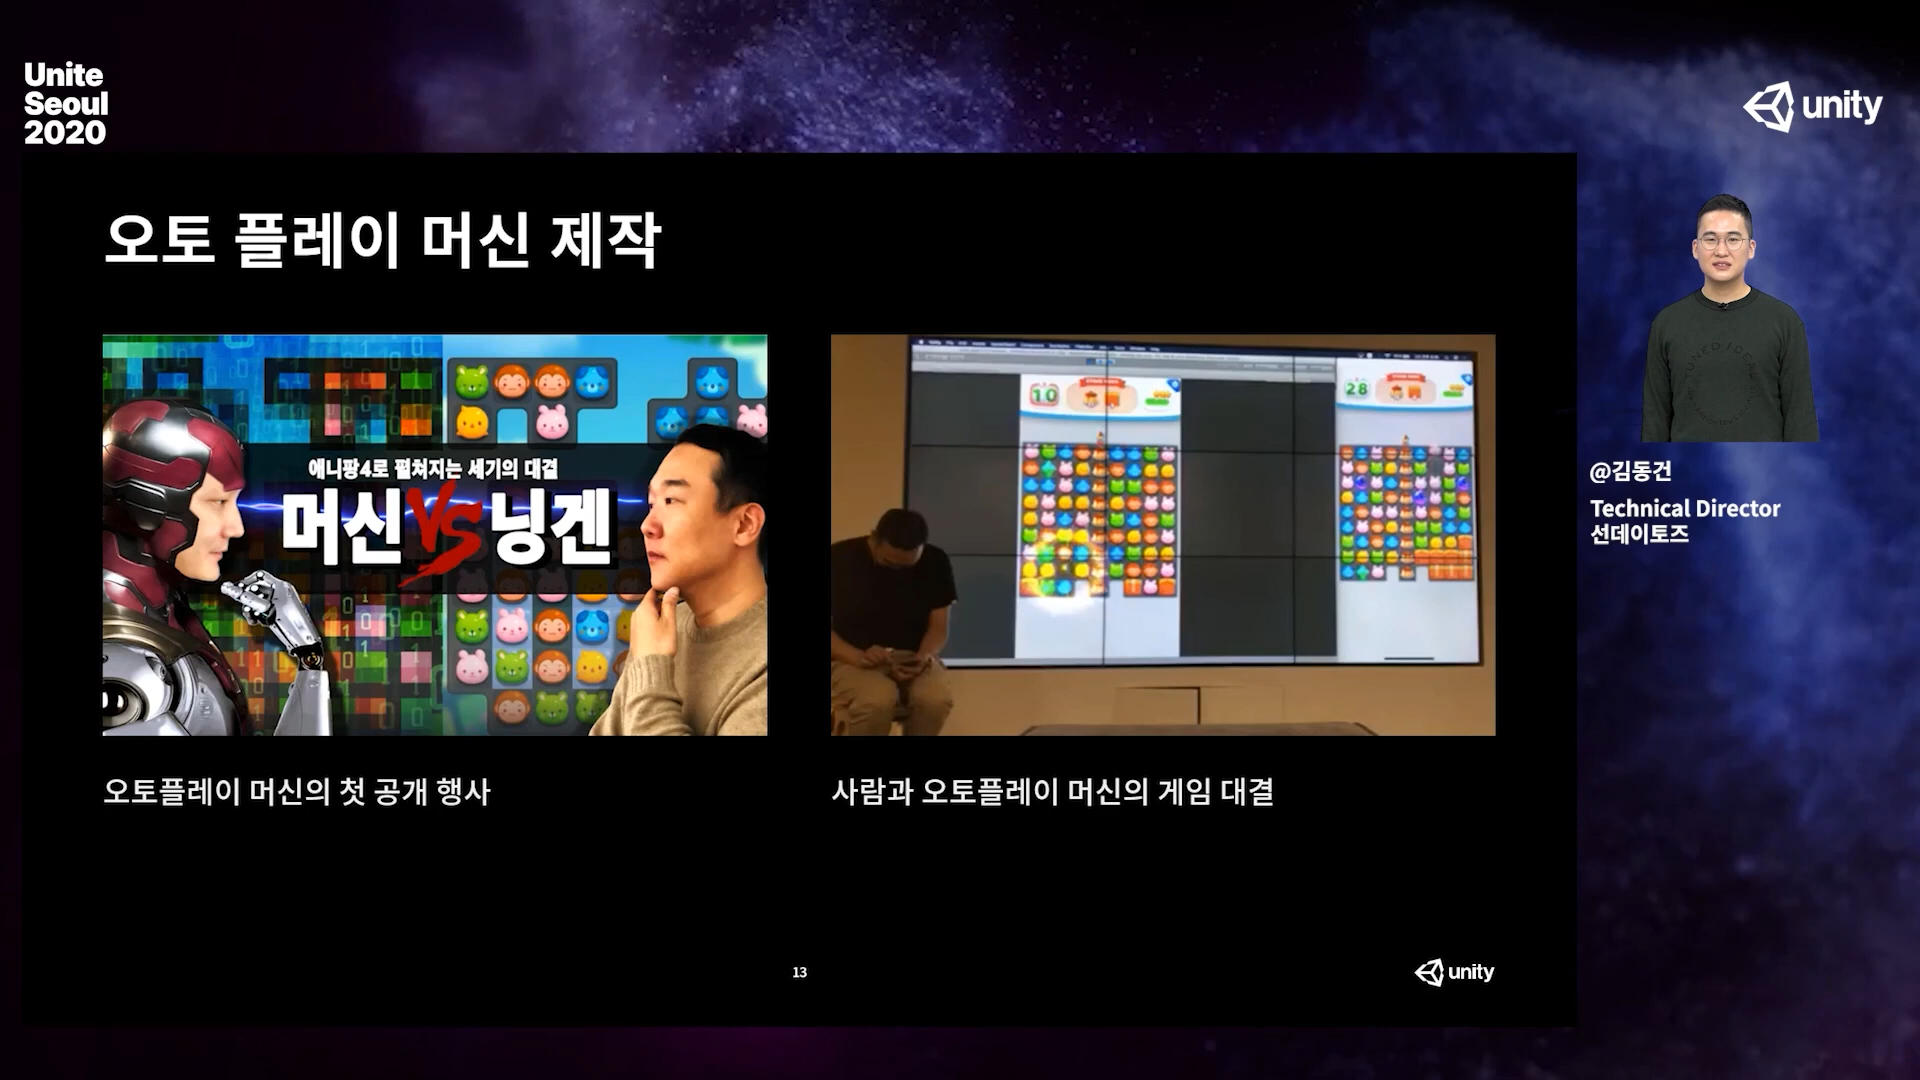 Unite
Seoul
2020
unity
오토 플레이 머신 제작
애니팡4로 펼쳐지는 세기의 대결
머신 VS 닝겐
10
28
오토플레이 머신의 첫 공개 행사
사람과 오토플레이 머신의 게임 대결
@김동건
Technical Director
선데이토즈
13
unity